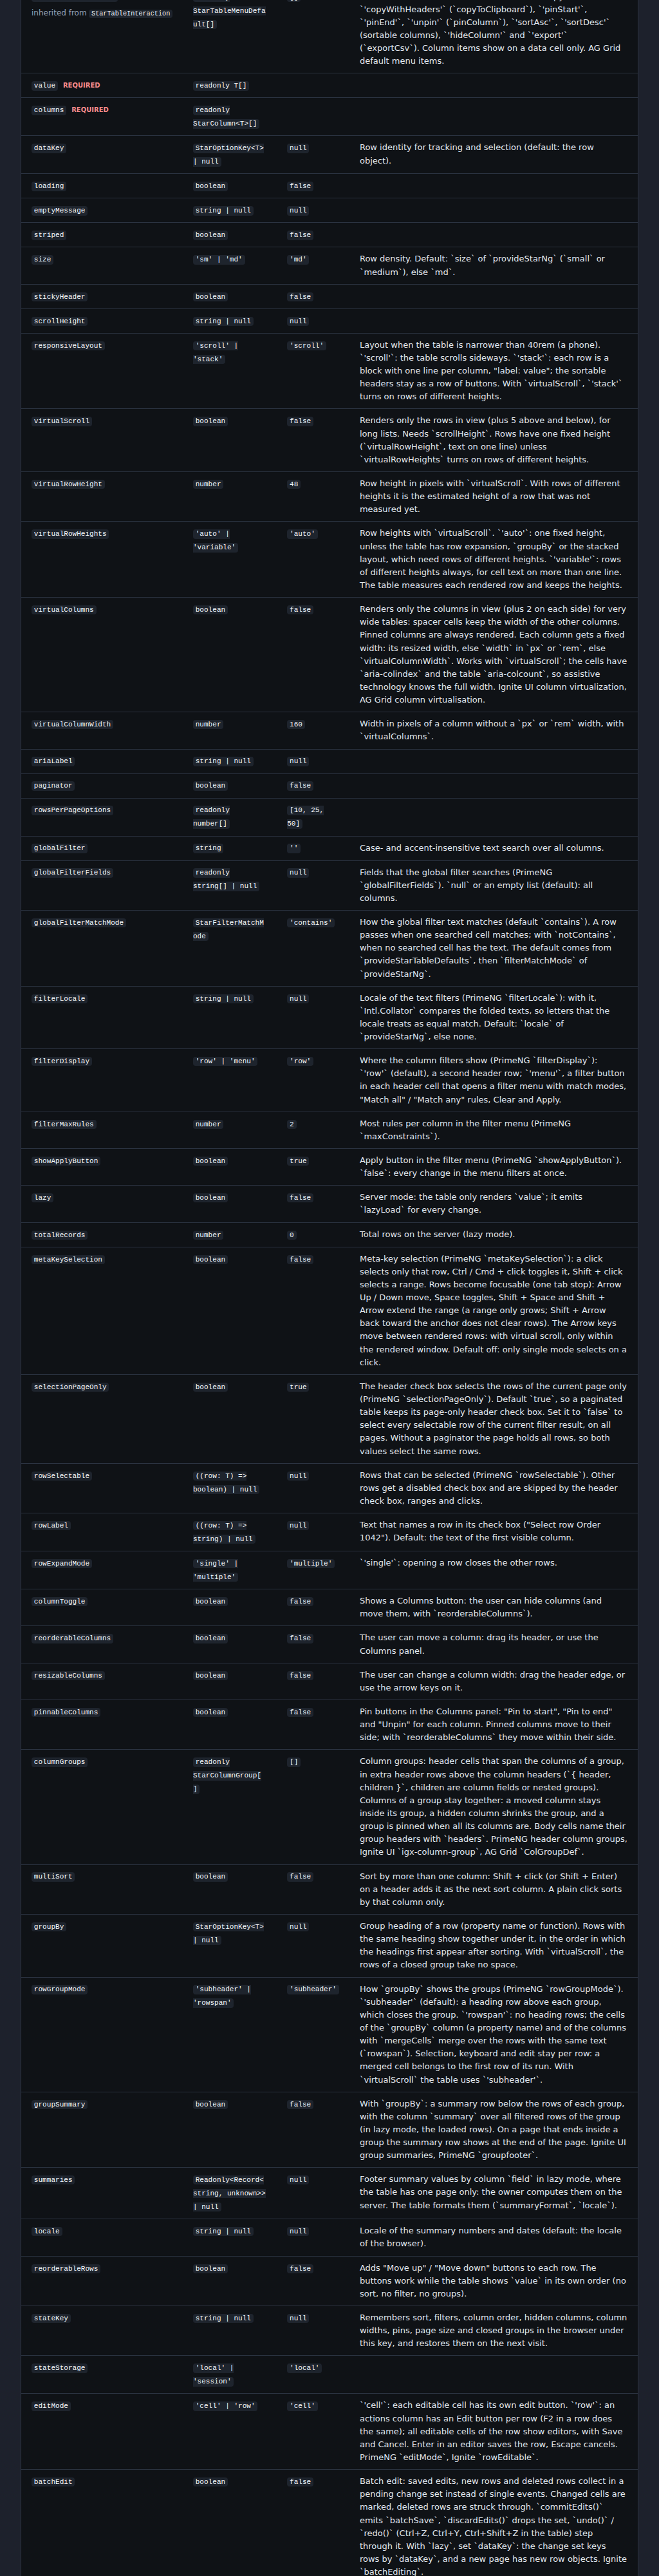 `'copyWithHeaders'` (`copyToClipboard`), `'pinStart'`,
inherited from StarTableInteraction
StarTableMenuDefa
ult[]
`'pinEnd'`, `'unpin'` (`pinColumn`), `'sortAsc'`, `'sortDesc'`
(sortable columns), `'hideColumn'` and `'export'`
(`exportCsv`). Column items show on a data cell only. AG Grid
default menu items.
value REQUIRED
readonly T[]
columns REQUIRED
readonly
StarColumn<T>[]
dataKey
StarOptionKey<T>
| null
null
Row identity for tracking and selection (default: the row
object).
loading
boolean
false
emptyMessage
string | null
null
striped
boolean
false
size
'sm' | 'md'
'md'
Row density. Default: `size` of `provideStarNg` (`small` or
`medium`), else `md`.
stickyHeader
boolean
false
scrollHeight
string | null
null
responsiveLayout
'scroll' |
'stack'
'scroll'
Layout when the table is narrower than 40rem (a phone).
`'scroll'`: the table scrolls sideways. `'stack'`: each row is a
block with one line per column, "label: value"; the sortable
headers stay as a row of buttons. With `virtualScroll`, `'stack'`
turns on rows of different heights.
virtualScroll
boolean
false
Renders only the rows in view (plus 5 above and below), for
long lists. Needs `scrollHeight`. Rows have one fixed height
(`virtualRowHeight`, text on one line) unless
`virtualRowHeights` turns on rows of different heights.
virtualRowHeight
number
48
Row height in pixels with `virtualScroll`. With rows of different
heights it is the estimated height of a row that was not
measured yet.
virtualRowHeights
'auto' |
'variable'
'auto'
Row heights with `virtualScroll`. `'auto'`: one fixed height,
unless the table has row expansion, `groupBy` or the stacked
layout, which need rows of different heights. `'variable'`: rows
of different heights always, for cell text on more than one line.
The table measures each rendered row and keeps the heights.
virtualColumns
boolean
false
Renders only the columns in view (plus 2 on each side) for very
wide tables: spacer cells keep the width of the other columns.
Pinned columns are always rendered. Each column gets a fixed
width: its resized width, else `width` in `px` or `rem`, else
`virtualColumnWidth`. Works with `virtualScroll`; the cells have
`aria-colindex` and the table `aria-colcount`, so assistive
technology knows the full width. Ignite UI column virtualization,
AG Grid column virtualisation.
virtualColumnWidth
number
160
Width in pixels of a column without a `px` or `rem` width, with
`virtualColumns`.
ariaLabel
string | null
null
paginator
boolean
false
rowsPerPageOptions
readonly
number[]
[10, 25,
50]
globalFilter
string
''
Case- and accent-insensitive text search over all columns.
globalFilterFields
readonly
string[] | null
null
Fields that the global filter searches (PrimeNG
`globalFilterFields`). `null` or an empty list (default): all
columns.
globalFilterMatchMode
StarFilterMatchM
ode
'contains'
How the global filter text matches (default `contains`). A row
passes when one searched cell matches; with `notContains`,
when no searched cell has the text. The default comes from
`provideStarTableDefaults`, then `filterMatchMode` of
`provideStarNg`.
filterLocale
string | null
null
Locale of the text filters (PrimeNG `filterLocale`): with it,
`Intl.Collator` compares the folded texts, so letters that the
locale treats as equal match. Default: `locale` of
`provideStarNg`, else none.
filterDisplay
'row' | 'menu'
'row'
Where the column filters show (PrimeNG `filterDisplay`):
`'row'` (default), a second header row; `'menu'`, a filter button
in each header cell that opens a filter menu with match modes,
"Match all" / "Match any" rules, Clear and Apply.
filterMaxRules
number
2
Most rules per column in the filter menu (PrimeNG
`maxConstraints`).
showApplyButton
boolean
true
Apply button in the filter menu (PrimeNG `showApplyButton`).
`false`: every change in the menu filters at once.
lazy
boolean
false
Server mode: the table only renders `value`; it emits
`lazyLoad` for every change.
totalRecords
number
0
Total rows on the server (lazy mode).
metaKeySelection
boolean
false
Meta-key selection (PrimeNG `metaKeySelection`): a click
selects only that row, Ctrl / Cmd + click toggles it, Shift + click
selects a range. Rows become focusable (one tab stop): Arrow
Up / Down move, Space toggles, Shift + Space and Shift +
Arrow extend the range (a range only grows; Shift + Arrow
back toward the anchor does not clear rows). The Arrow keys
move between rendered rows: with virtual scroll, only within
the rendered window. Default off: only single mode selects on a
click.
selectionPageOnly
boolean
true
The header check box selects the rows of the current page only
(PrimeNG `selectionPageOnly`). Default `true`, so a paginated
table keeps its page-only header check box. Set it to `false` to
select every selectable row of the current filter result, on all
pages. Without a paginator the page holds all rows, so both
values select the same rows.
rowSelectable
((row: T) =>
boolean) | null
null
Rows that can be selected (PrimeNG `rowSelectable`). Other
rows get a disabled check box and are skipped by the header
check box, ranges and clicks.
rowLabel
((row: T) =>
string) | null
null
Text that names a row in its check box ("Select row Order
1042"). Default: the text of the first visible column.
rowExpandMode
'single' |
'multiple'
'multiple'
`'single'`: opening a row closes the other rows.
columnToggle
boolean
false
Shows a Columns button: the user can hide columns (and
move them, with `reorderableColumns`).
reorderableColumns
boolean
false
The user can move a column: drag its header, or use the
Columns panel.
resizableColumns
boolean
false
The user can change a column width: drag the header edge, or
use the arrow keys on it.
pinnableColumns
boolean
false
Pin buttons in the Columns panel: "Pin to start", "Pin to end"
and "Unpin" for each column. Pinned columns move to their
side; with `reorderableColumns` they move within their side.
columnGroups
readonly
StarColumnGroup[
]
[]
Column groups: header cells that span the columns of a group,
in extra header rows above the column headers (`{ header,
children }`, children are column fields or nested groups).
Columns of a group stay together: a moved column stays
inside its group, a hidden column shrinks the group, and a
group is pinned when all its columns are. Body cells name their
group headers with `headers`. PrimeNG header column groups,
Ignite UI `igx-column-group`, AG Grid `ColGroupDef`.
multiSort
boolean
false
Sort by more than one column: Shift + click (or Shift + Enter)
on a header adds it as the next sort column. A plain click sorts
by that column only.
groupBy
StarOptionKey<T>
| null
null
Group heading of a row (property name or function). Rows with
the same heading show together under it, in the order in which
the headings first appear after sorting. With `virtualScroll`, the
rows of a closed group take no space.
rowGroupMode
'subheader' |
'rowspan'
'subheader'
How `groupBy` shows the groups (PrimeNG `rowGroupMode`).
`'subheader'` (default): a heading row above each group,
which closes the group. `'rowspan'`: no heading rows; the cells
of the `groupBy` column (a property name) and of the columns
with `mergeCells` merge over the rows with the same text
(`rowspan`). Selection, keyboard and edit stay per row: a
merged cell belongs to the first row of its run. With
`virtualScroll` the table uses `'subheader'`.
groupSummary
boolean
false
With `groupBy`: a summary row below the rows of each group,
with the column `summary` over all filtered rows of the group
(in lazy mode, the loaded rows). On a page that ends inside a
group the summary row shows at the end of the page. Ignite UI
group summaries, PrimeNG `groupfooter`.
summaries
Readonly<Record<
string, unknown>>
| null
null
Footer summary values by column `field` in lazy mode, where
the table has one page only: the owner computes them on the
server. The table formats them (`summaryFormat`, `locale`).
locale
string | null
null
Locale of the summary numbers and dates (default: the locale
of the browser).
reorderableRows
boolean
false
Adds "Move up" / "Move down" buttons to each row. The
buttons work while the table shows `value` in its own order (no
sort, no filter, no groups).
stateKey
string | null
null
Remembers sort, filters, column order, hidden columns, column
widths, pins, page size and closed groups in the browser under
this key, and restores them on the next visit.
stateStorage
'local' |
'session'
'local'
editMode
'cell' | 'row'
'cell'
`'cell'`: each editable cell has its own edit button. `'row'`: an
actions column has an Edit button per row (F2 in a row does
the same); all editable cells of the row show editors, with Save
and Cancel. Enter in an editor saves the row, Escape cancels.
PrimeNG `editMode`, Ignite `rowEditable`.
batchEdit
boolean
false
Batch edit: saved edits, new rows and deleted rows collect in a
pending change set instead of single events. Changed cells are
marked, deleted rows are struck through. `commitEdits()`
emits `batchSave`, `discardEdits()` drops the set, `undo()` /
`redo()` (Ctrl+Z, Ctrl+Y, Ctrl+Shift+Z in the table) step
through it. With `lazy`, set `dataKey`: the change set keys
rows by `dataKey`, and a new page has new row objects. Ignite
`batchEditing`.